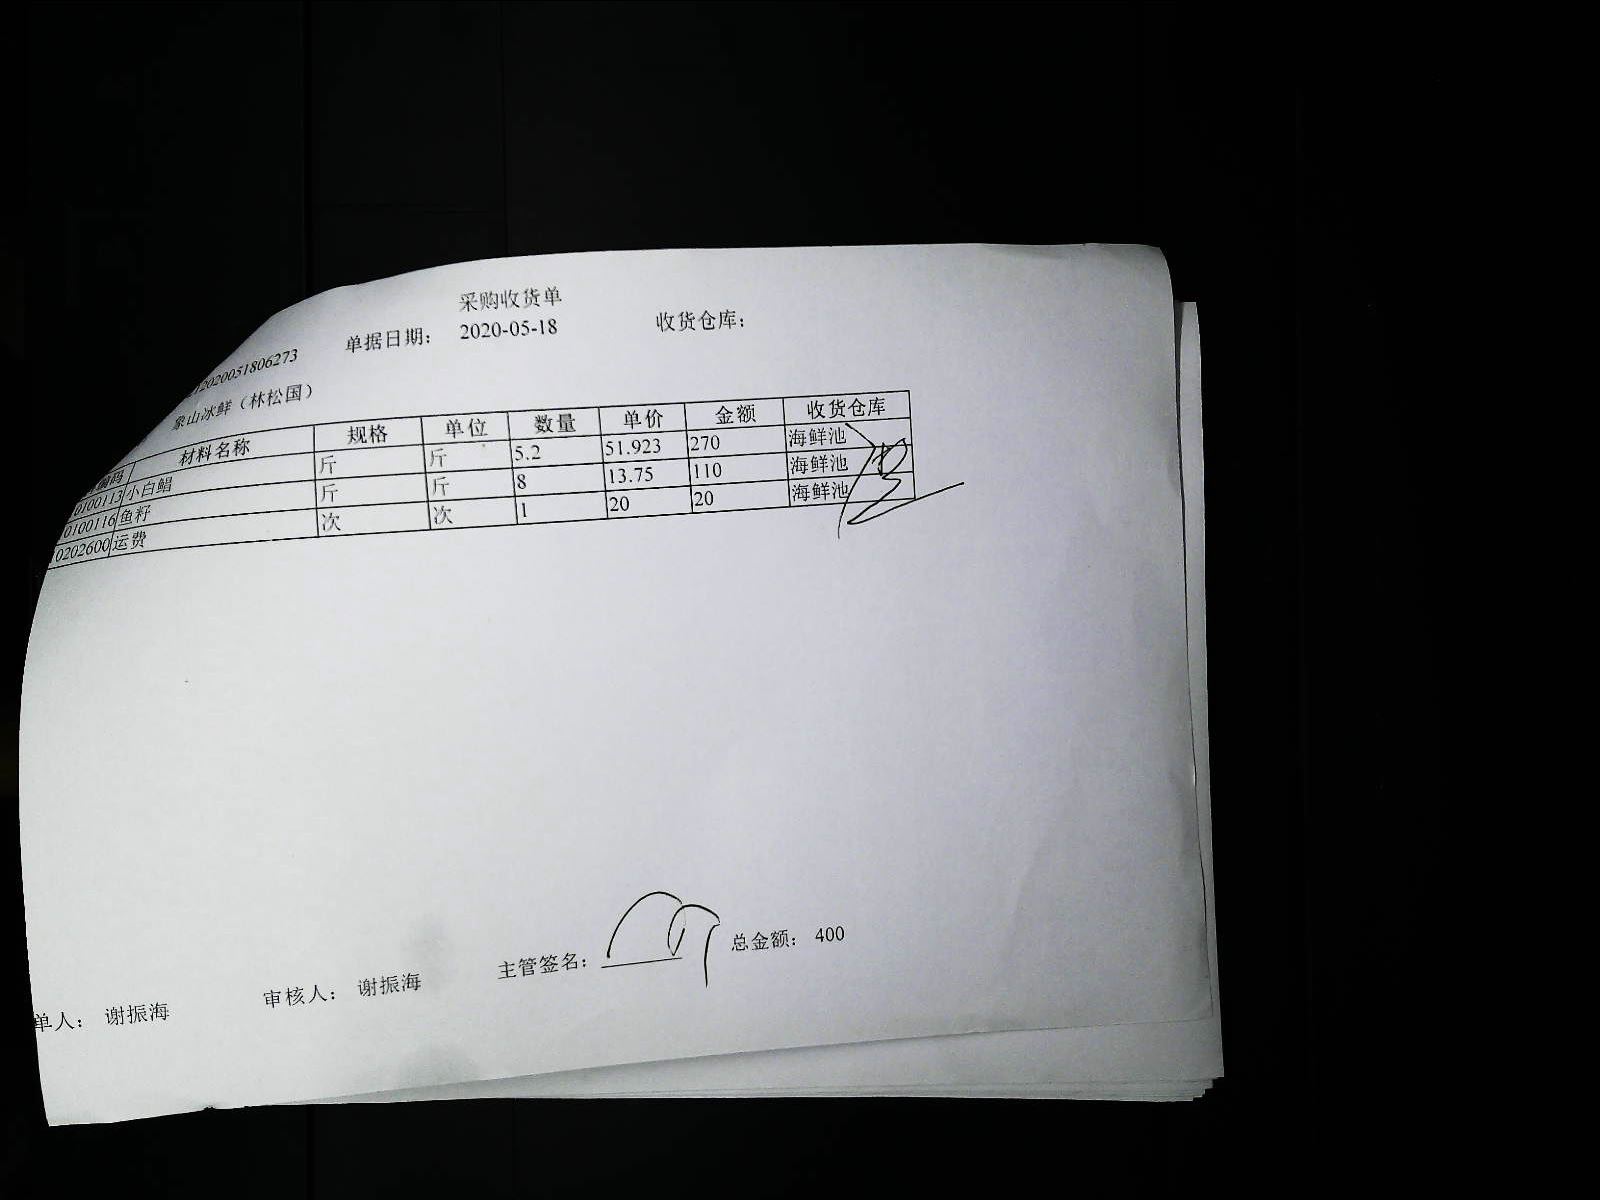 采购收货单
单据日期： 2020-05-18 收货仓库：
2020051806273
象山冰鲜（林松国）
编码 材料名称 规格 单位 数量 单价 金额 收货仓库
0100113 小白鲳 斤 斤 5.2 51.923 270 海鲜池
0100116 鱼籽 斤 斤 8 13.75 110 海鲜池
0202600 运费 次 次 1 20 20 海鲜池
单人： 谢振海 审核人： 谢振海 主管签名： 总金额： 400